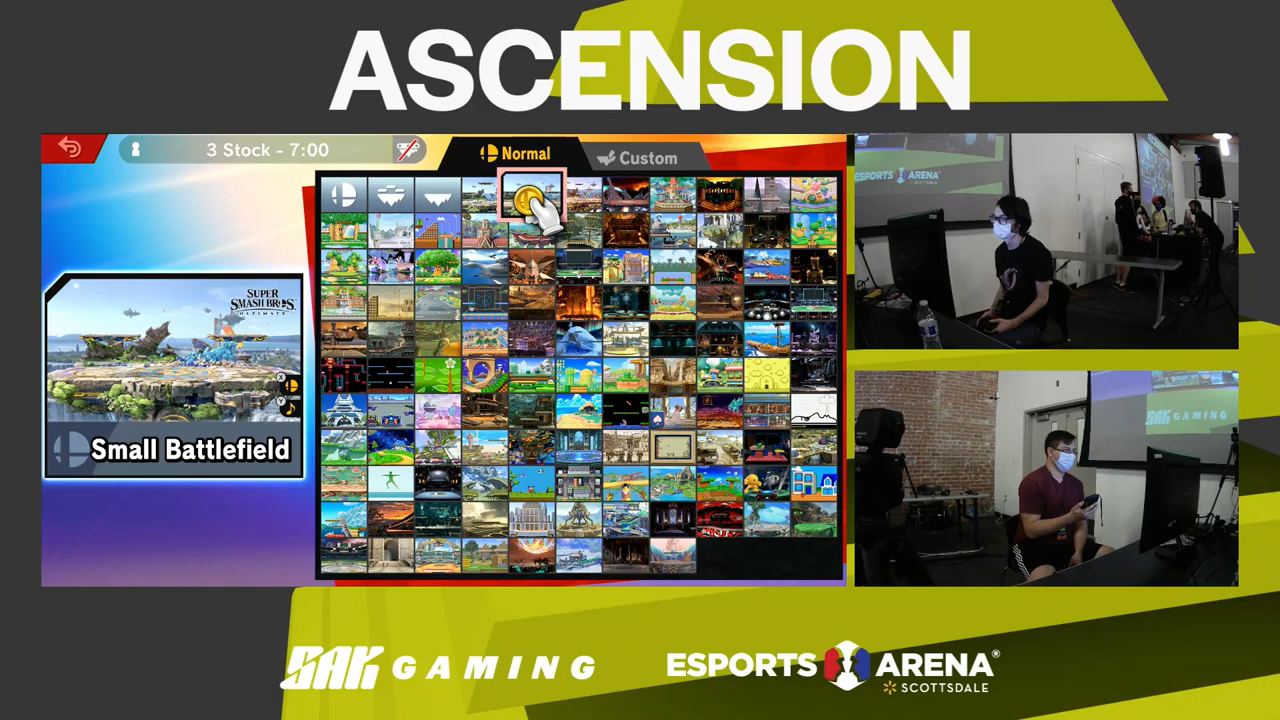 ASCENSION
3 Stock - 7:00
Normal
Custom
SUPER
SMASH BROS.
ULTIMATE
X
Y
Small Battlefield
ESPORTS ARENA
GAMING
SAK GAMING
ESPORTS ARENA®
SCOTTSDALE